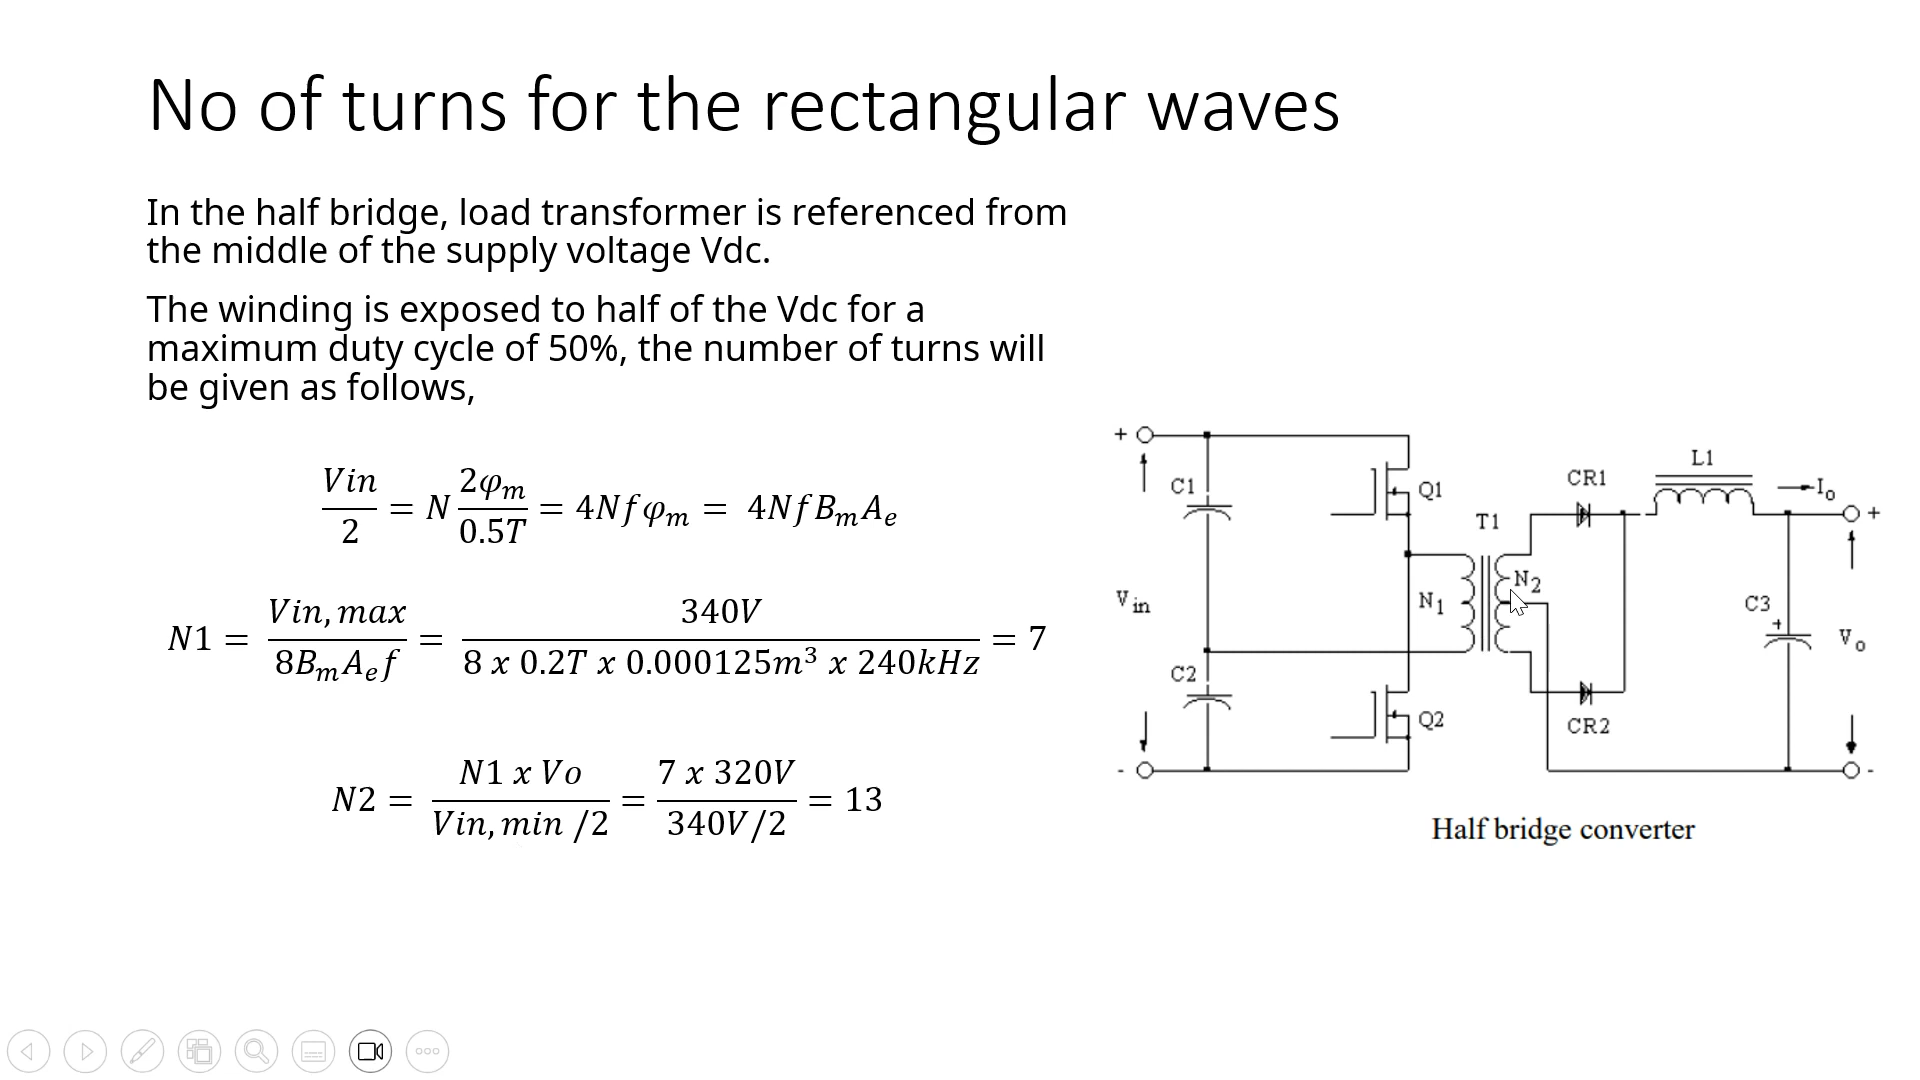 No of turns for the rectangular waves
In the half bridge, load transformer is referenced from
the middle of the supply voltage Vdc.
The winding is exposed to half of the Vdc for a
maximum duty cycle of 50%, the number of turns will
be given as follows,
Vin/2 = N 2φₘ/0.5T = 4Nfφₘ = 4NfBₘAₑ
N1 = Vin,max/8BₘAₑf = 340V/8 x 0.2T x 0.000125m³ x 240kHz = 7
N2 = N1 x Vo/Vin,min /2 = 7 x 320V/340V/2 = 13
+
C1
Q1
T1
CR1
L1
I₀
+
V in
N₁
N₂
C3
+
V₀
C2
Q2
CR2
-
-
Half bridge converter